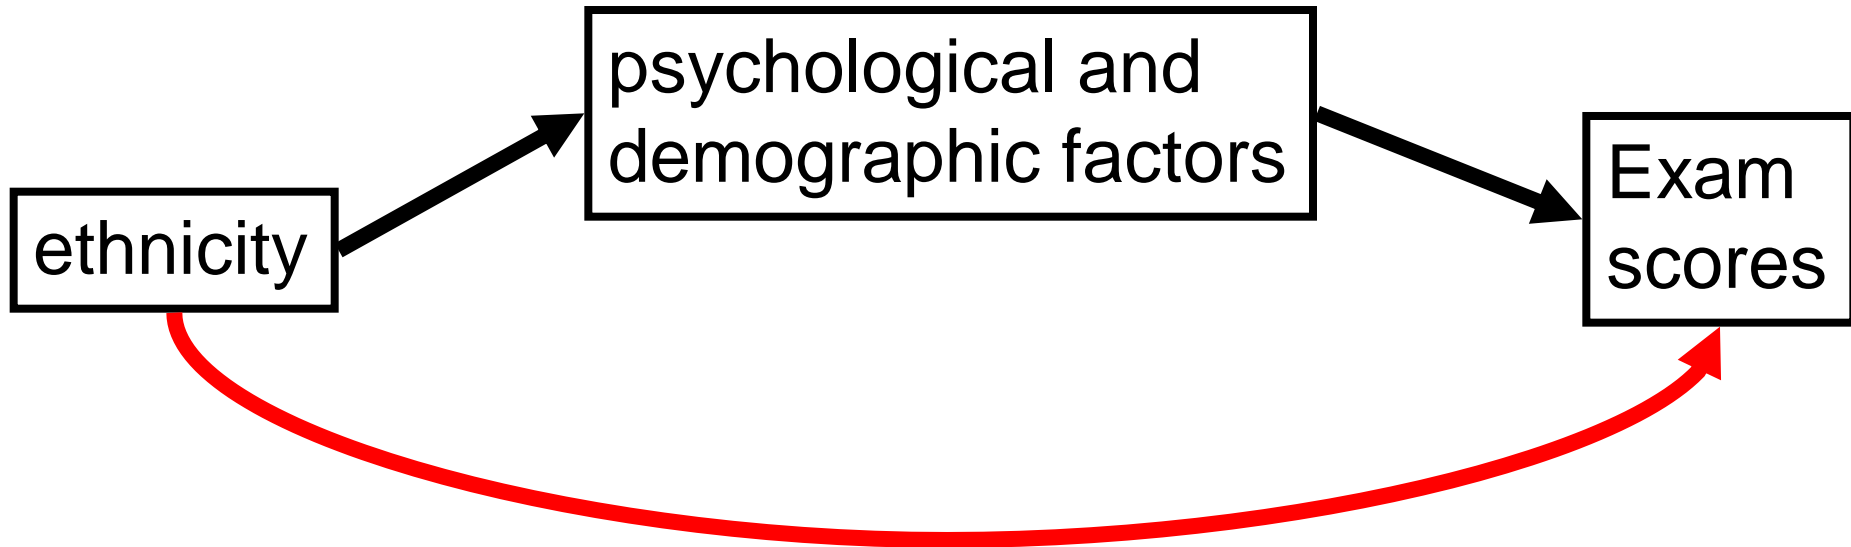 psychological and
demographic factors
Exam
scores
ethnicity